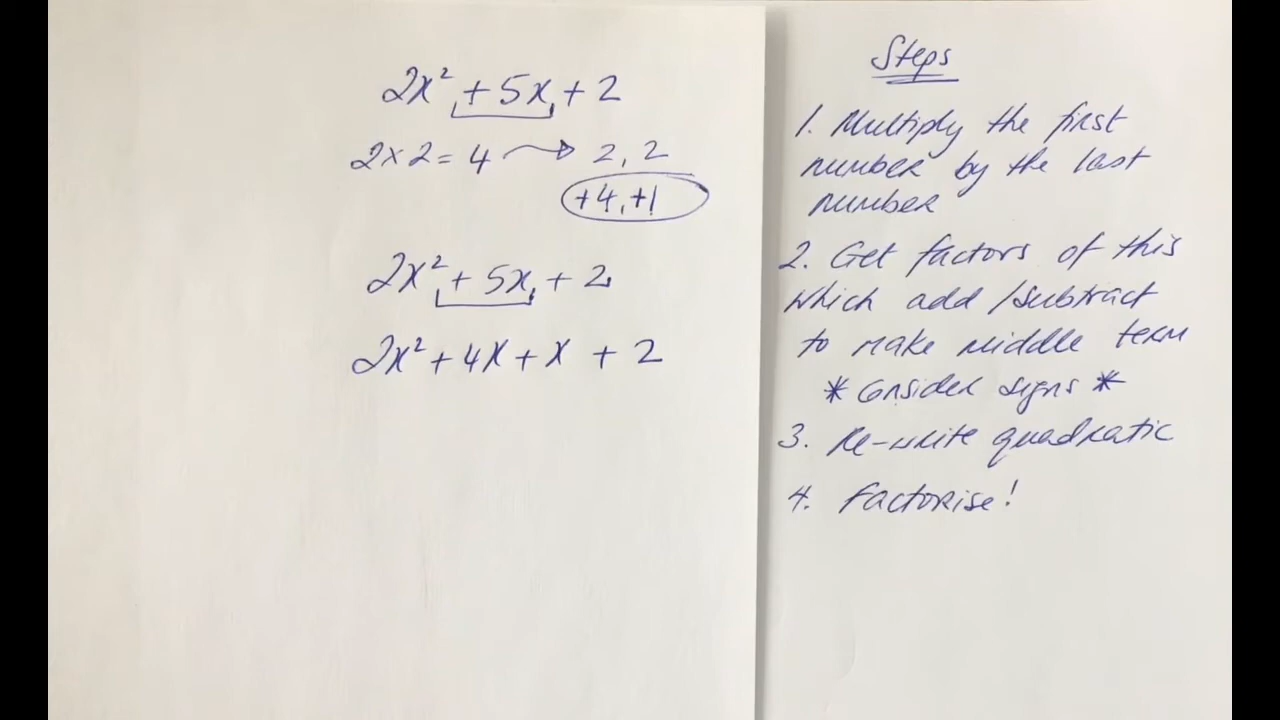 2x² + 5x + 2
2 × 2 = 4 → 2, 2
+4, +1
2x² + 5x + 2
2x² + 4x + x + 2
Steps
1. Multiply the first
number by the last
number
2. Get factors of this
which add /subtract
to make middle term
* Consider signs *
3. Re-write quadratic
4. Factorise!